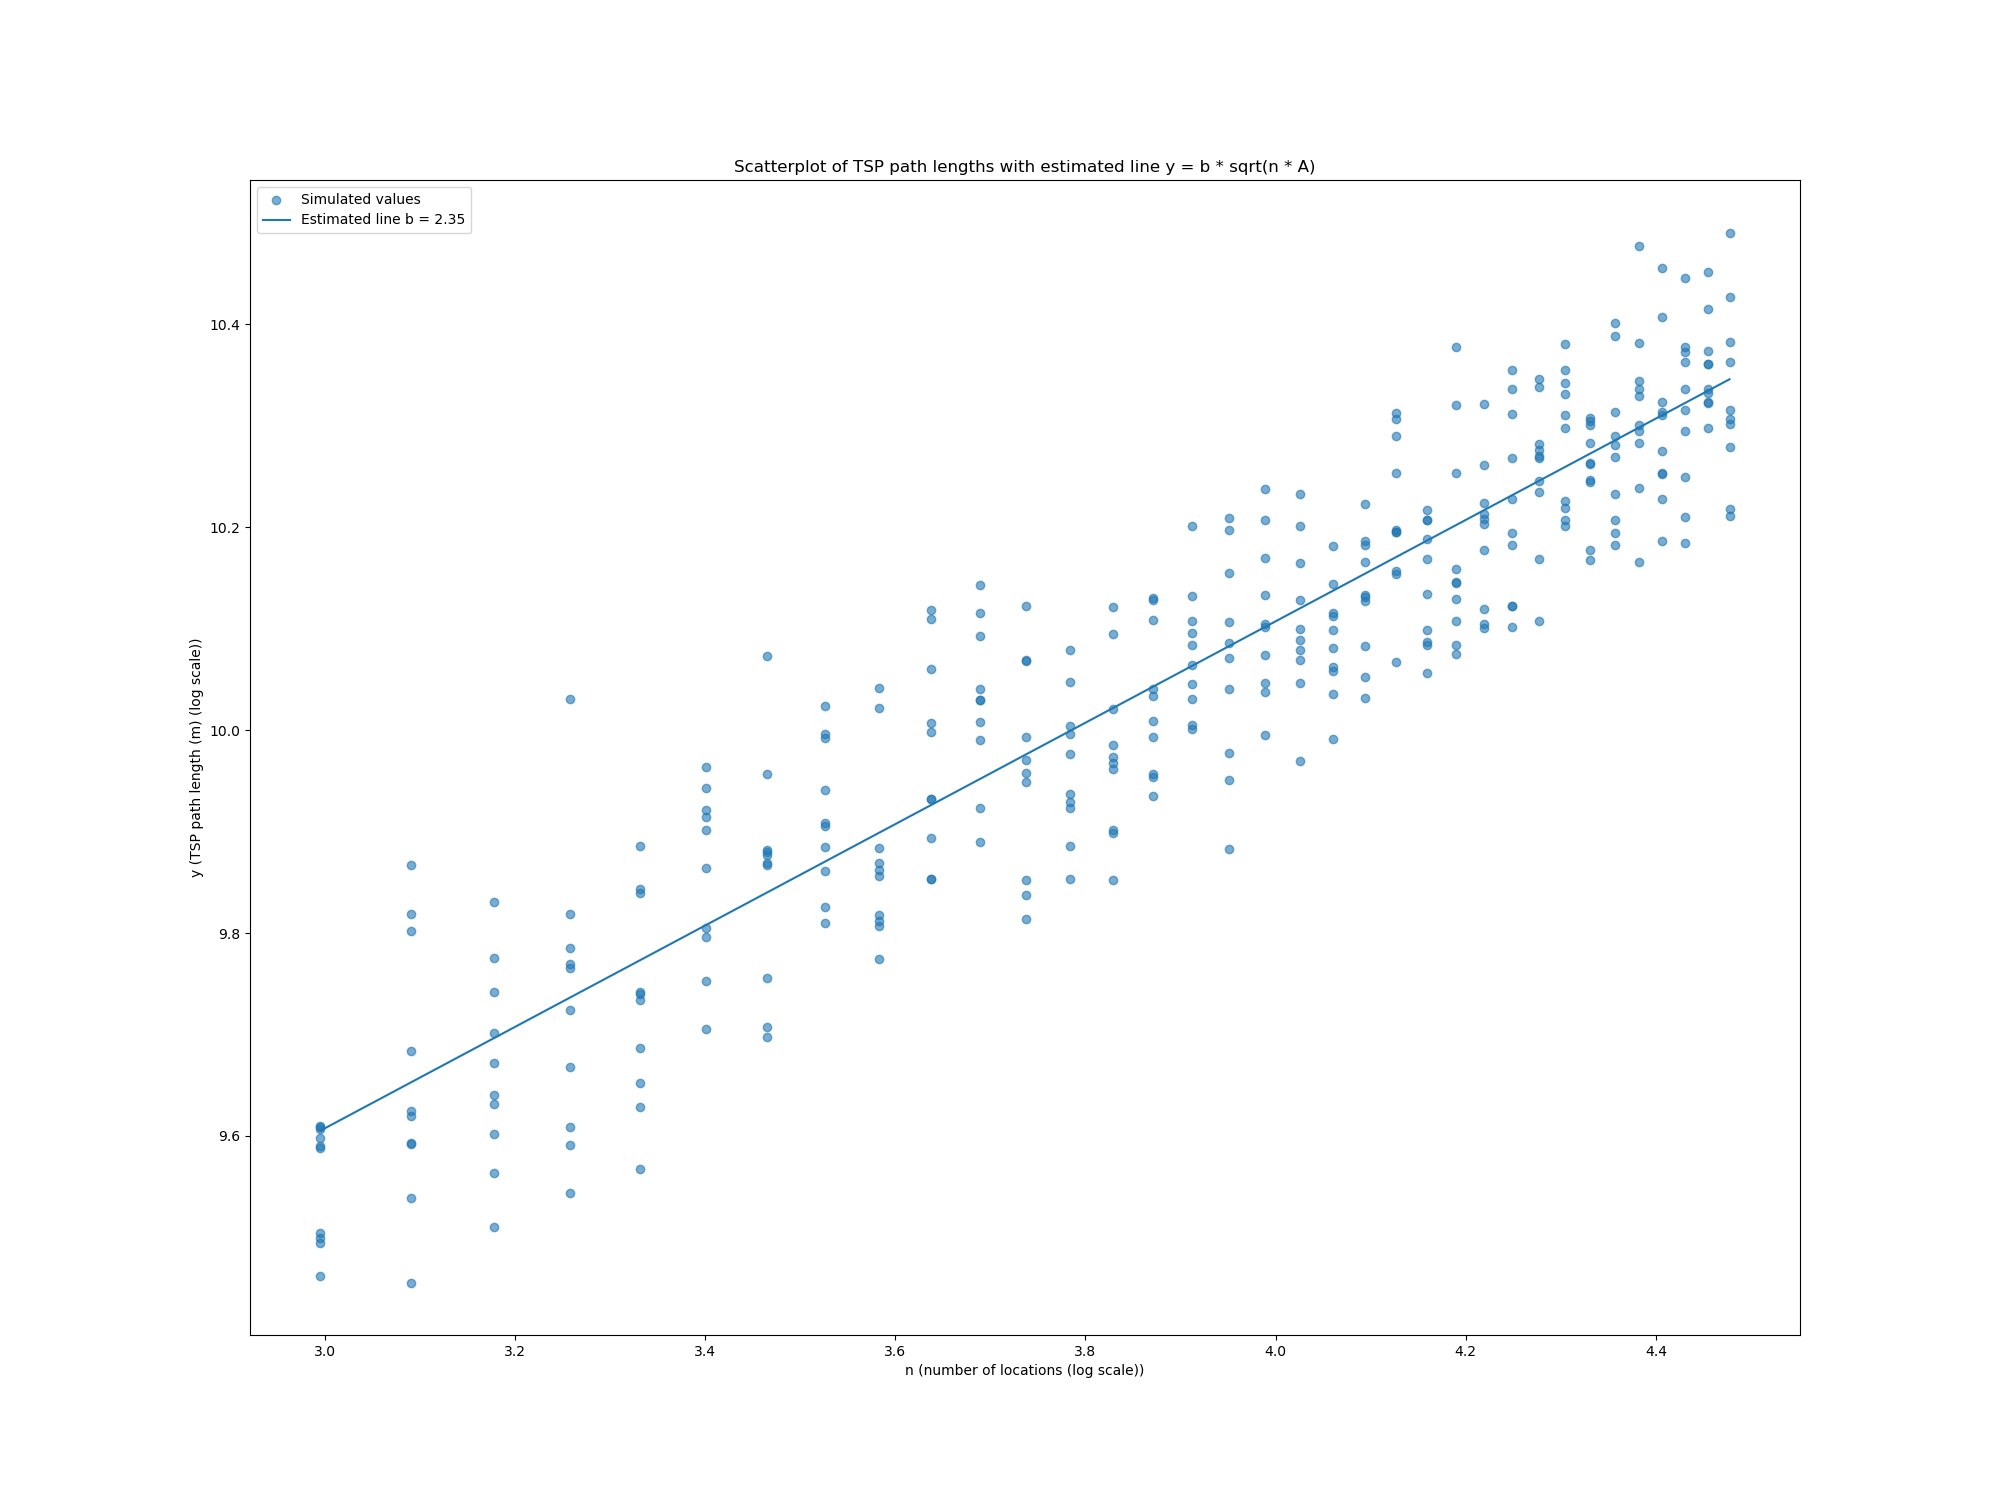 Scatterplot of TSP path lengths with estimated line y = b * sqrt(n * A)
Simulated values
Estimated line b = 2.35
10.4
10.2
10.0
9.8
9.6
y (TSP path length (m) (log scale))
3.0 3.2 3.4 3.6 3.8 4.0 4.2 4.4
n (number of locations (log scale))